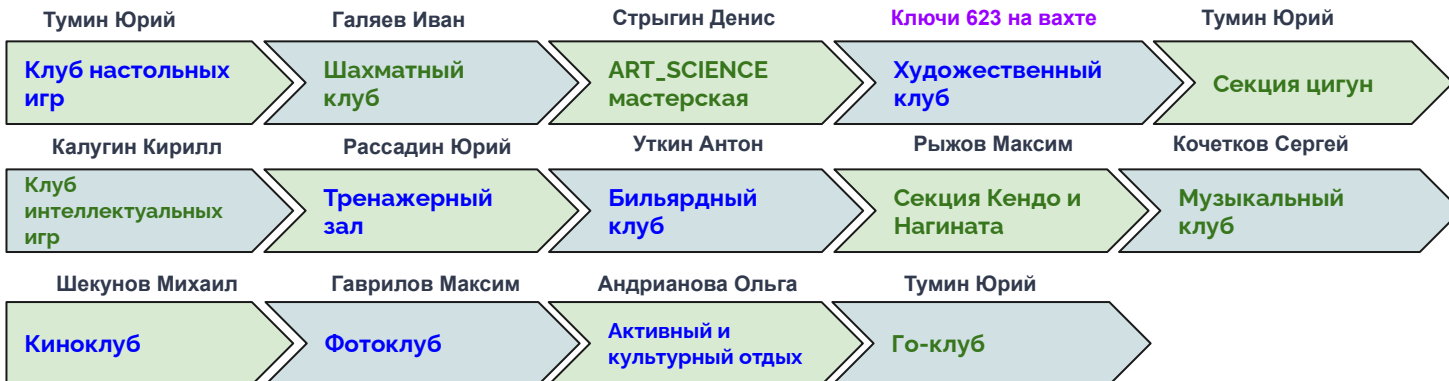 Тумин Юрий
Галяев Иван
Стрыгин Денис
Ключи 623 на вахте
Тумин Юрий
Клуб настольных
игр
Шахматный
клуб
ART_SCIENCE
мастерская
Художественный
клуб
Секция цигун
Калугин Кирилл
Рассадин Юрий
Уткин Антон
Рыжов Максим
Кочетков Сергей
Клуб
интеллектуальных
игр
Тренажерный
зал
Бильярдный
клуб
Секция Кендо и
Нагината
Музыкальный
клуб
Шекунов Михаил
Гаврилов Максим
Андрианова Ольга
Тумин Юрий
Киноклуб
Фотоклуб
Активный и
культурный отдых
Го-клуб